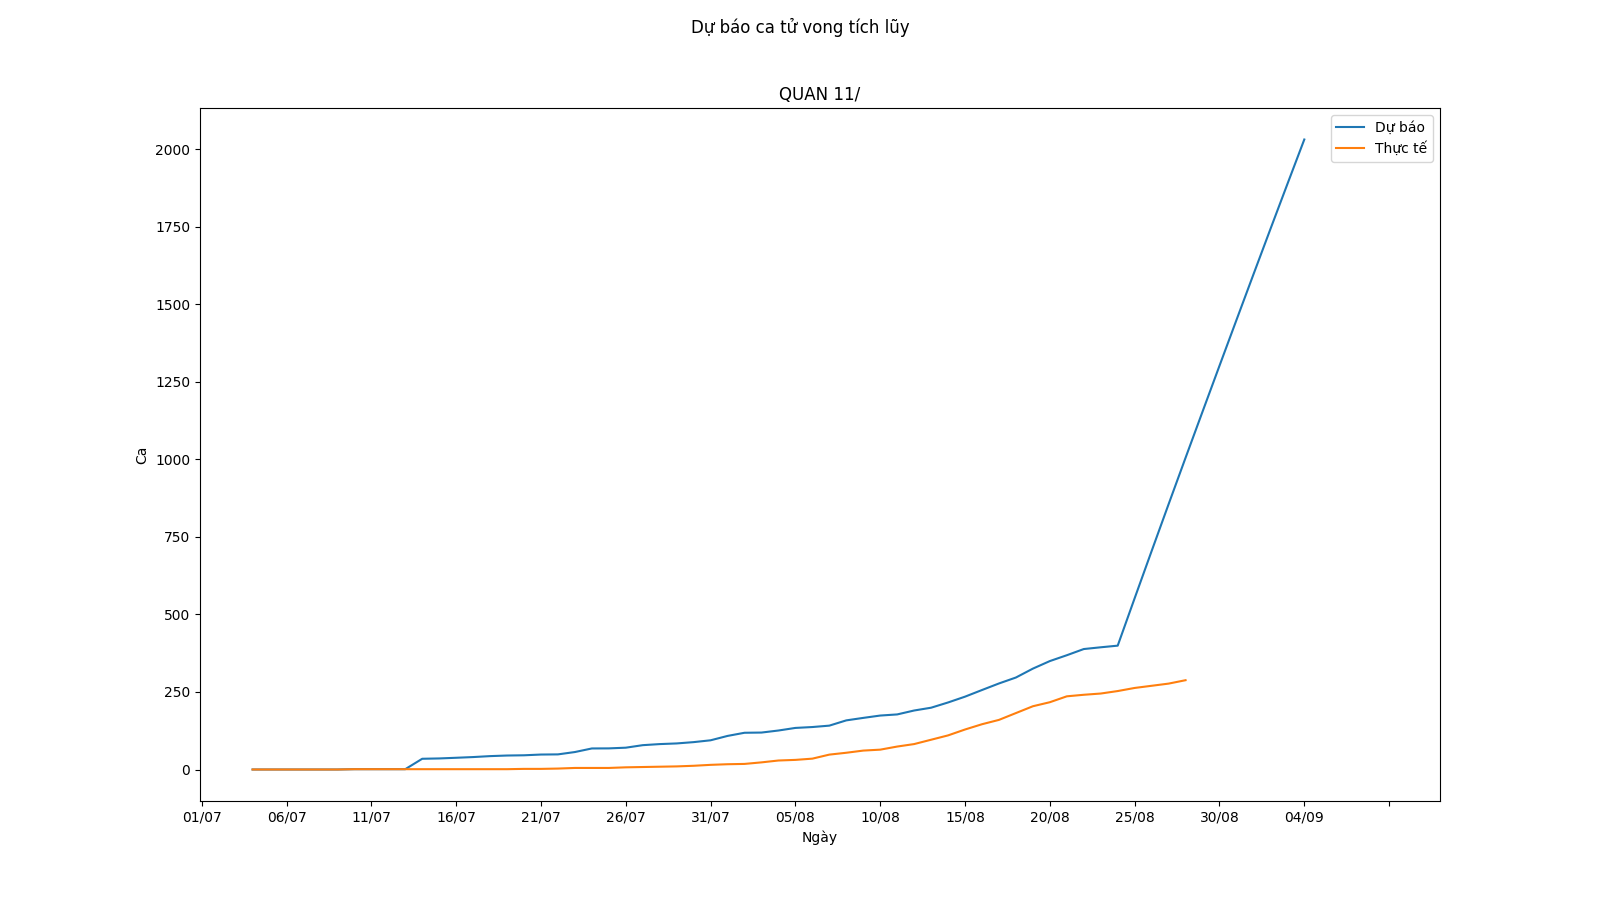 Dự báo ca tử vong tích lũy
QUAN 11/
Dự báo
Thực tế
2000
1750
1500
1250
1000
750
500
250
0
Ca
01/07 06/07 11/07 16/07 21/07 26/07 31/07 05/08 10/08 15/08 20/08 25/08 30/08 04/09
Ngày